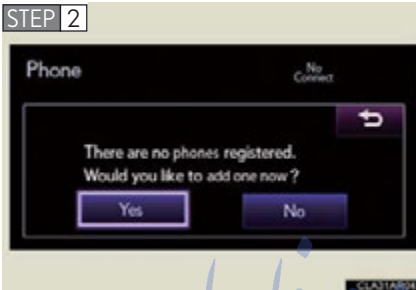 STEP 2
Phone
No
Connect
There are no phones registered.
Would you like to add one now?
Yes
No
CLA31AR04